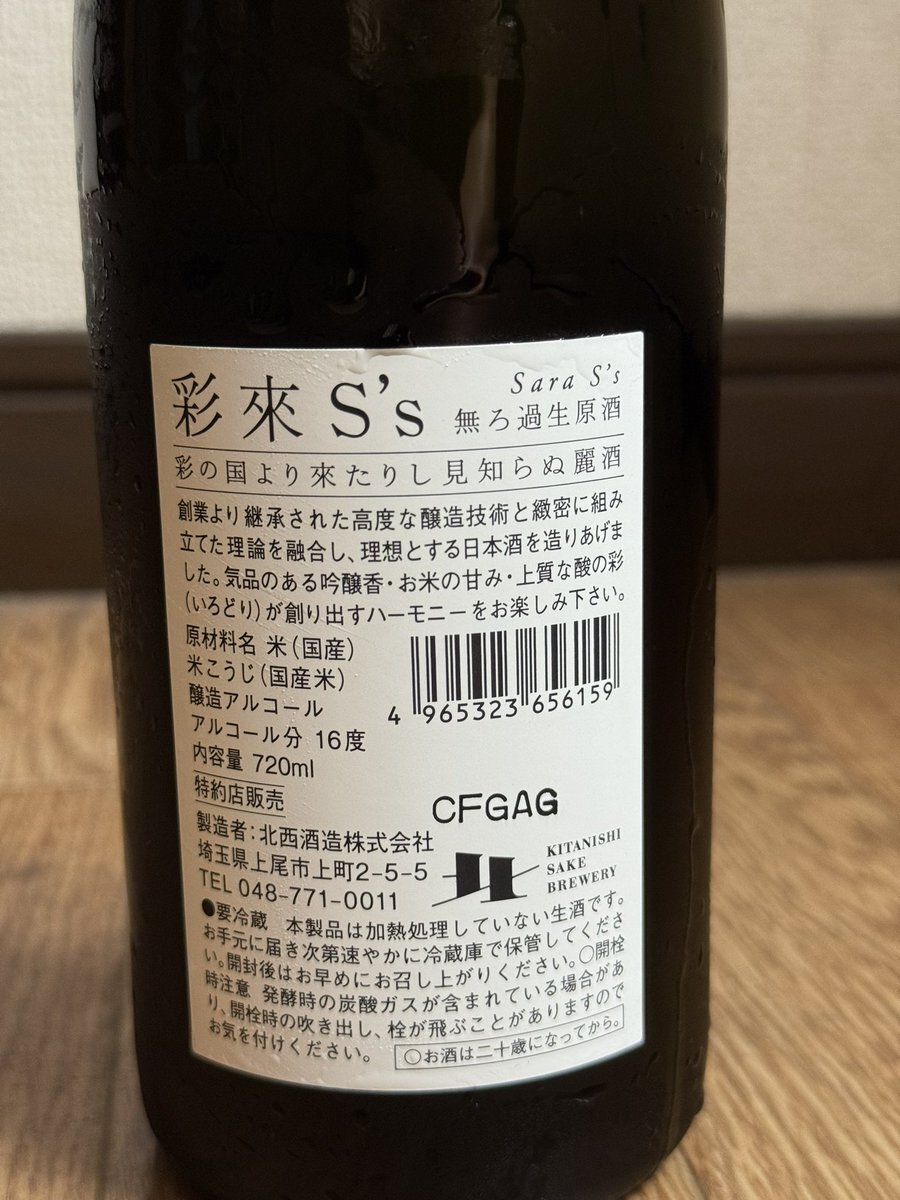 彩來 S's
Sara S's
無ろ過生原酒
彩の国より來たりし見知らぬ麗酒
創業より継承された高度な醸造技術と緻密に組み
立てた理論を融合し、理想とする日本酒を造りあげま
した。気品のある吟醸香・お米の甘み・上質な酸の彩
（いろどり）が創り出すハーモニーをお楽しみ下さい。
原材料名 米（国産）
米こうじ（国産米）
醸造アルコール
アルコール分 16度
内容量 720ml
特約店販売
4 965323 656159
CFGAG
製造者：北西酒造株式会社
埼玉県上尾市上町2-5-5
TEL 048-771-0011
KITANISHI
SAKE
BREWERY
●要冷蔵 本製品は加熱処理していない生酒です。
お手元に届き次第速やかに冷蔵庫で保管してくださ
い。開封後はお早めにお召し上がりください。○開栓
時注意 発酵時の炭酸ガスが含まれている場合があ
り、開栓時の吹き出し、栓が飛ぶことがありますので
お気を付けください。
○お酒は二十歳になってから。